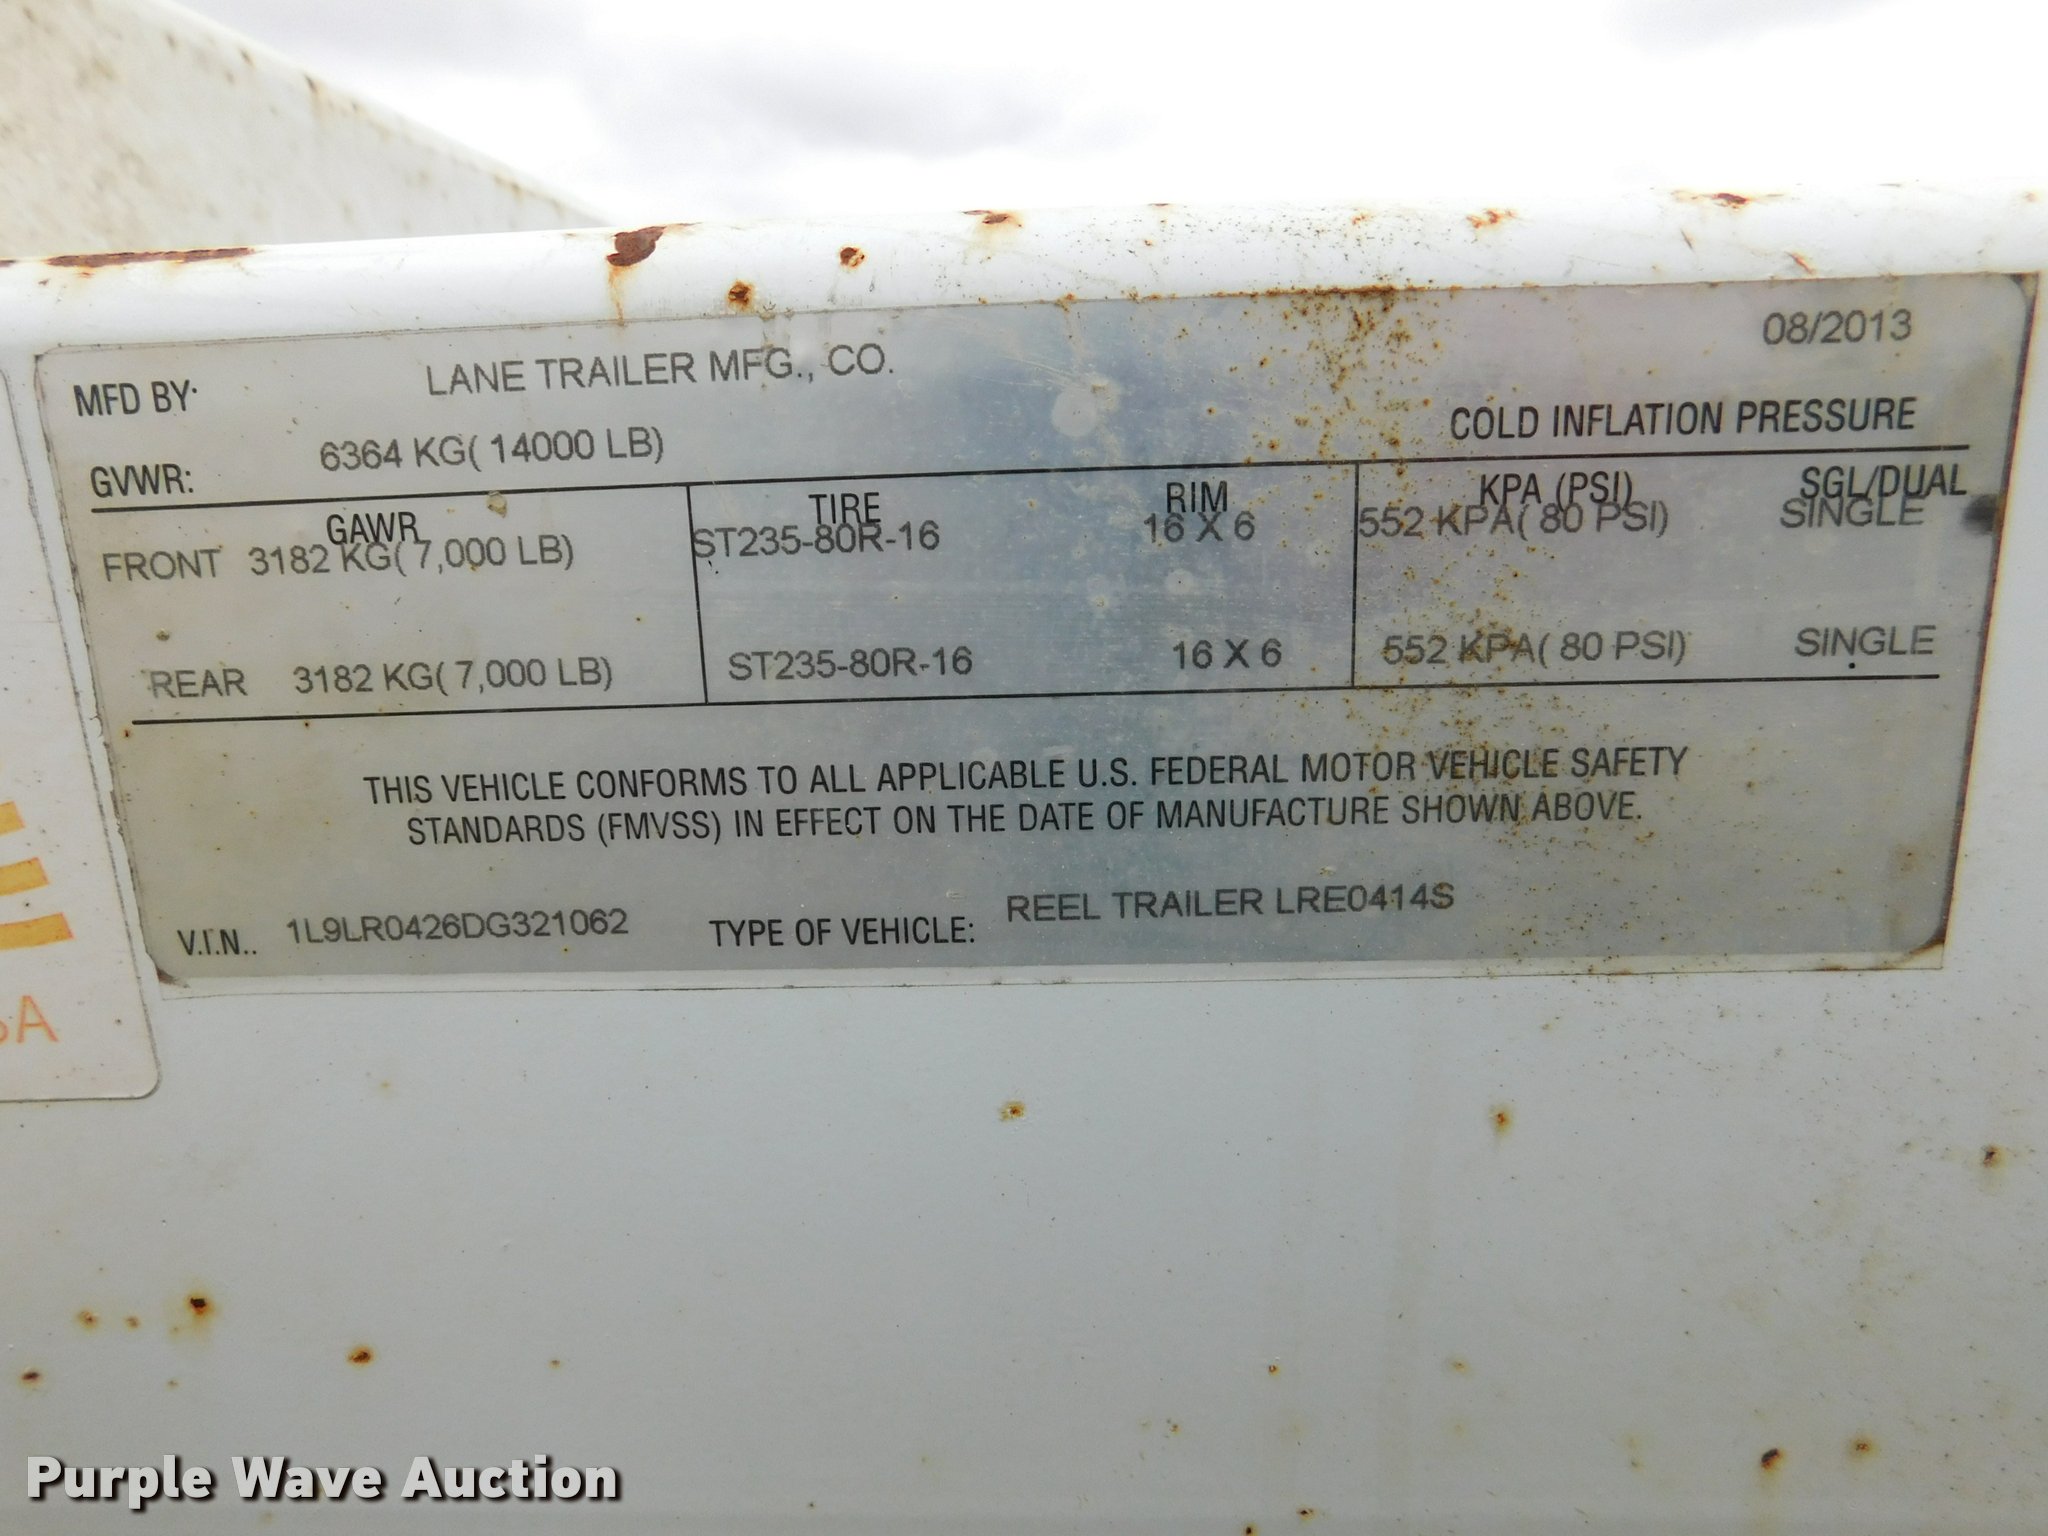 08/2013
MFD BY: LANE TRAILER MFG., CO.
GVWR: 6364 KG( 14000 LB)
COLD INFLATION PRESSURE
GAWR TIRE RIM KPA (PSI) SGL/DUAL
FRONT 3182 KG( 7,000 LB) ST235-80R-16 16 X 6 552 KPA( 80 PSI) SINGLE
REAR 3182 KG( 7,000 LB) ST235-80R-16 16 X 6 552 KPA( 80 PSI) SINGLE
THIS VEHICLE CONFORMS TO ALL APPLICABLE U.S. FEDERAL MOTOR VEHICLE SAFETY
STANDARDS (FMVSS) IN EFFECT ON THE DATE OF MANUFACTURE SHOWN ABOVE.
V.I.N.. 1L9LR0426DG321062 TYPE OF VEHICLE: REEL TRAILER LRE0414S
Purple Wave Auction